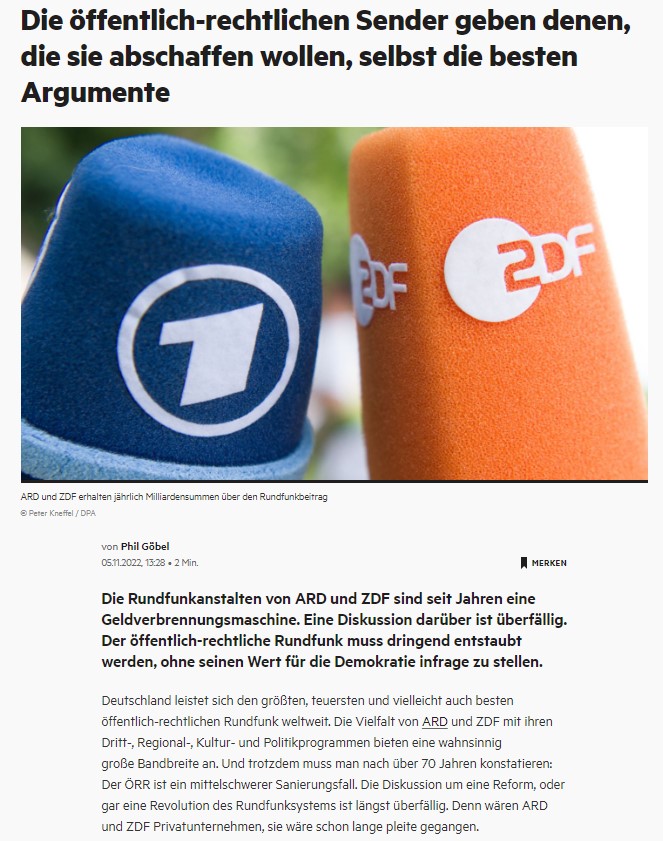 Die öffentlich-rechtlichen Sender geben denen,
die sie abschaffen wollen, selbst die besten
Argumente
1
ZDF
ZDF
ARD und ZDF erhalten jährlich Milliardensummen über den Rundfunkbeitrag
© Peter Kneffel / DPA
von Phil Göbel
05.11.2022, 13:28 • 2 Min.
MERKEN
Die Rundfunkanstalten von ARD und ZDF sind seit Jahren eine
Geldverbrennungsmaschine. Eine Diskussion darüber ist überfällig.
Der öffentlich-rechtliche Rundfunk muss dringend entstaubt
werden, ohne seinen Wert für die Demokratie infrage zu stellen.
Deutschland leistet sich den größten, teuersten und vielleicht auch besten
öffentlich-rechtlichen Rundfunk weltweit. Die Vielfalt von ARD und ZDF mit ihren
Dritt-, Regional-, Kultur- und Politikprogrammen bieten eine wahnsinnig
große Bandbreite an. Und trotzdem muss man nach über 70 Jahren konstatieren:
Der ÖRR ist ein mittelschwerer Sanierungsfall. Die Diskussion um eine Reform, oder
gar eine Revolution des Rundfunksystems ist längst überfällig. Denn wären ARD
und ZDF Privatunternehmen, sie wäre schon lange pleite gegangen.